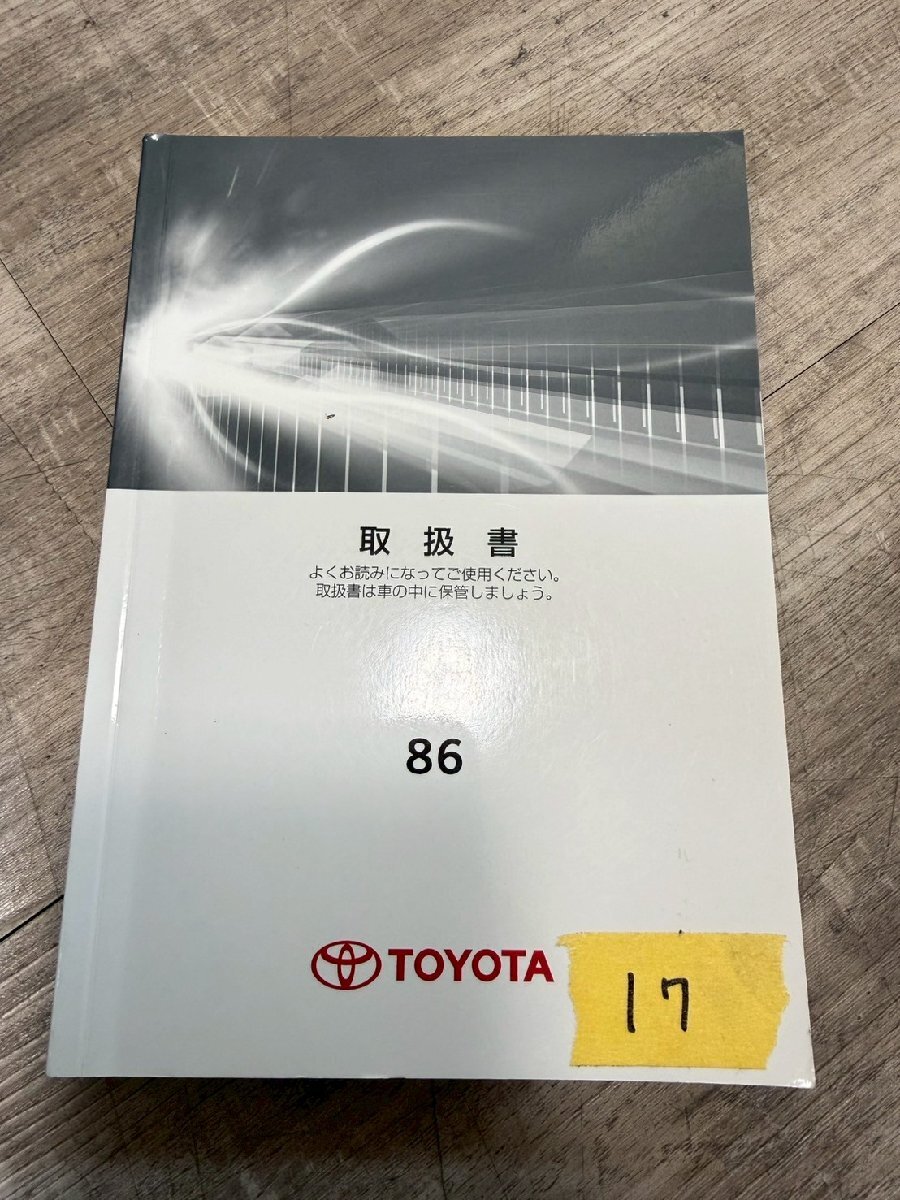 取扱書
よくお読みになってご使用ください。
取扱書は車の中に保管しましょう。
86
TOYOTA
17